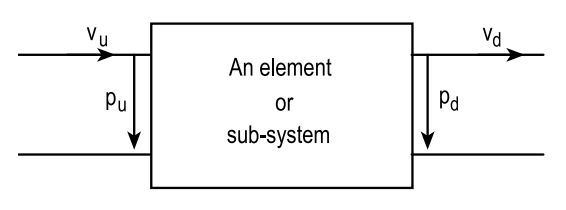 v_u
v_d
An element
or
sub-system
p_u
p_d